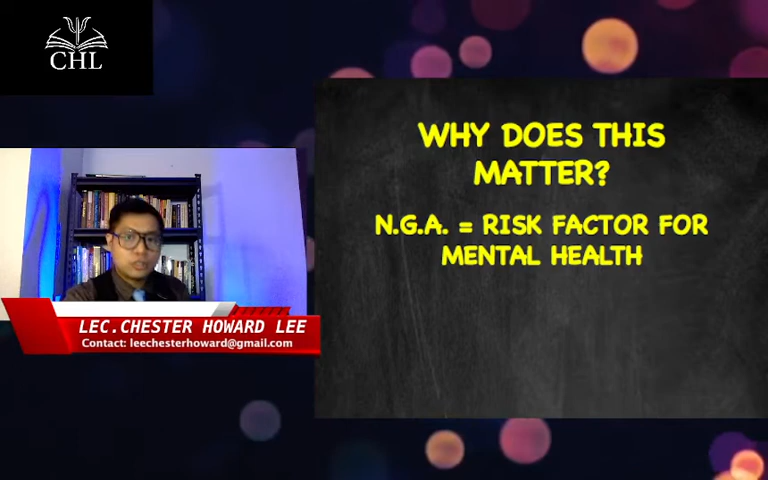 CHL
WHY DOES THIS
MATTER?
N.G.A. = RISK FACTOR FOR
MENTAL HEALTH
LEC.CHESTER HOWARD LEE
Contact: leechesterhoward@gmail.com